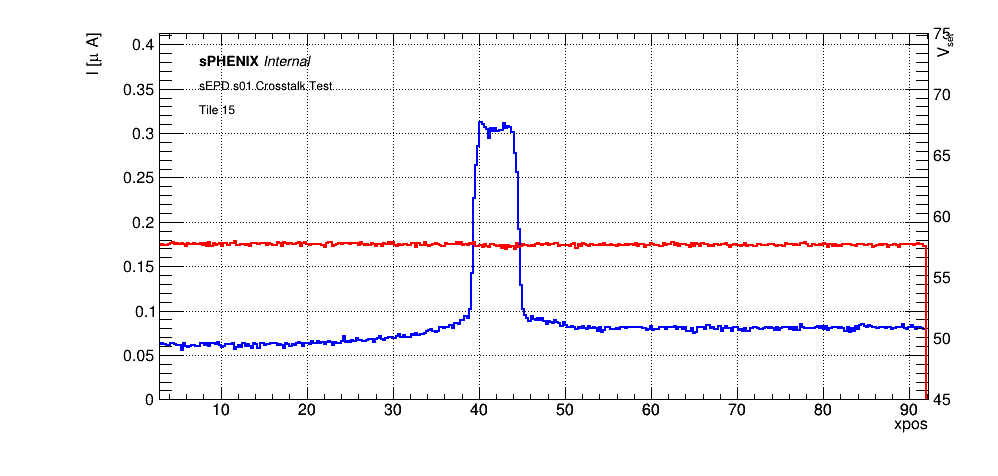 I [μ A]
0.4
0.35
0.3
0.25
0.2
0.15
0.1
0.05
0
sPHENIX Internal
sEPD s01 Crosstalk Test
Tile 15
75
Vset
70
65
60
55
50
45
10 20 30 40 50 60 70 80 90
xpos